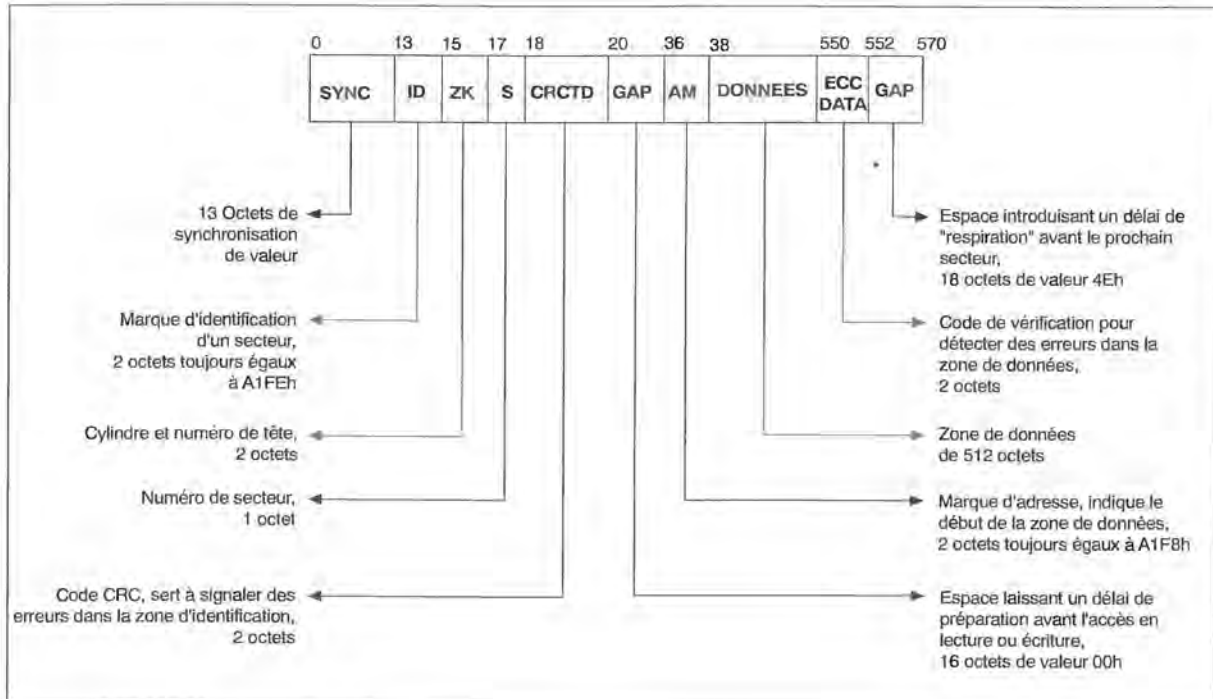 0 13 15 17 18 20 36 38 550 552 570
SYNC ID ZK S CRCTD GAP AM DONNEES ECC DATA GAP
13 Octets de
synchronisation
de valeur
Marque d'identification
d'un secteur,
2 octets toujours égaux
à A1FEh
Cylindre et numéro de tête,
2 octets
Numéro de secteur,
1 octet
Code CRC, sert à signaler des
erreurs dans la zone d'identification,
2 octets
Espace introduisant un délai de
"respiration" avant le prochain
secteur,
18 octets de valeur 4Eh
Code de vérification pour
détecter des erreurs dans la
zone de données,
2 octets
Zone de données
de 512 octets
Marque d'adresse, indique le
début de la zone de données,
2 octets toujours égaux à A1F8h
Espace laissant un délai de
préparation avant l'accès en
lecture ou écriture,
16 octets de valeur 00h